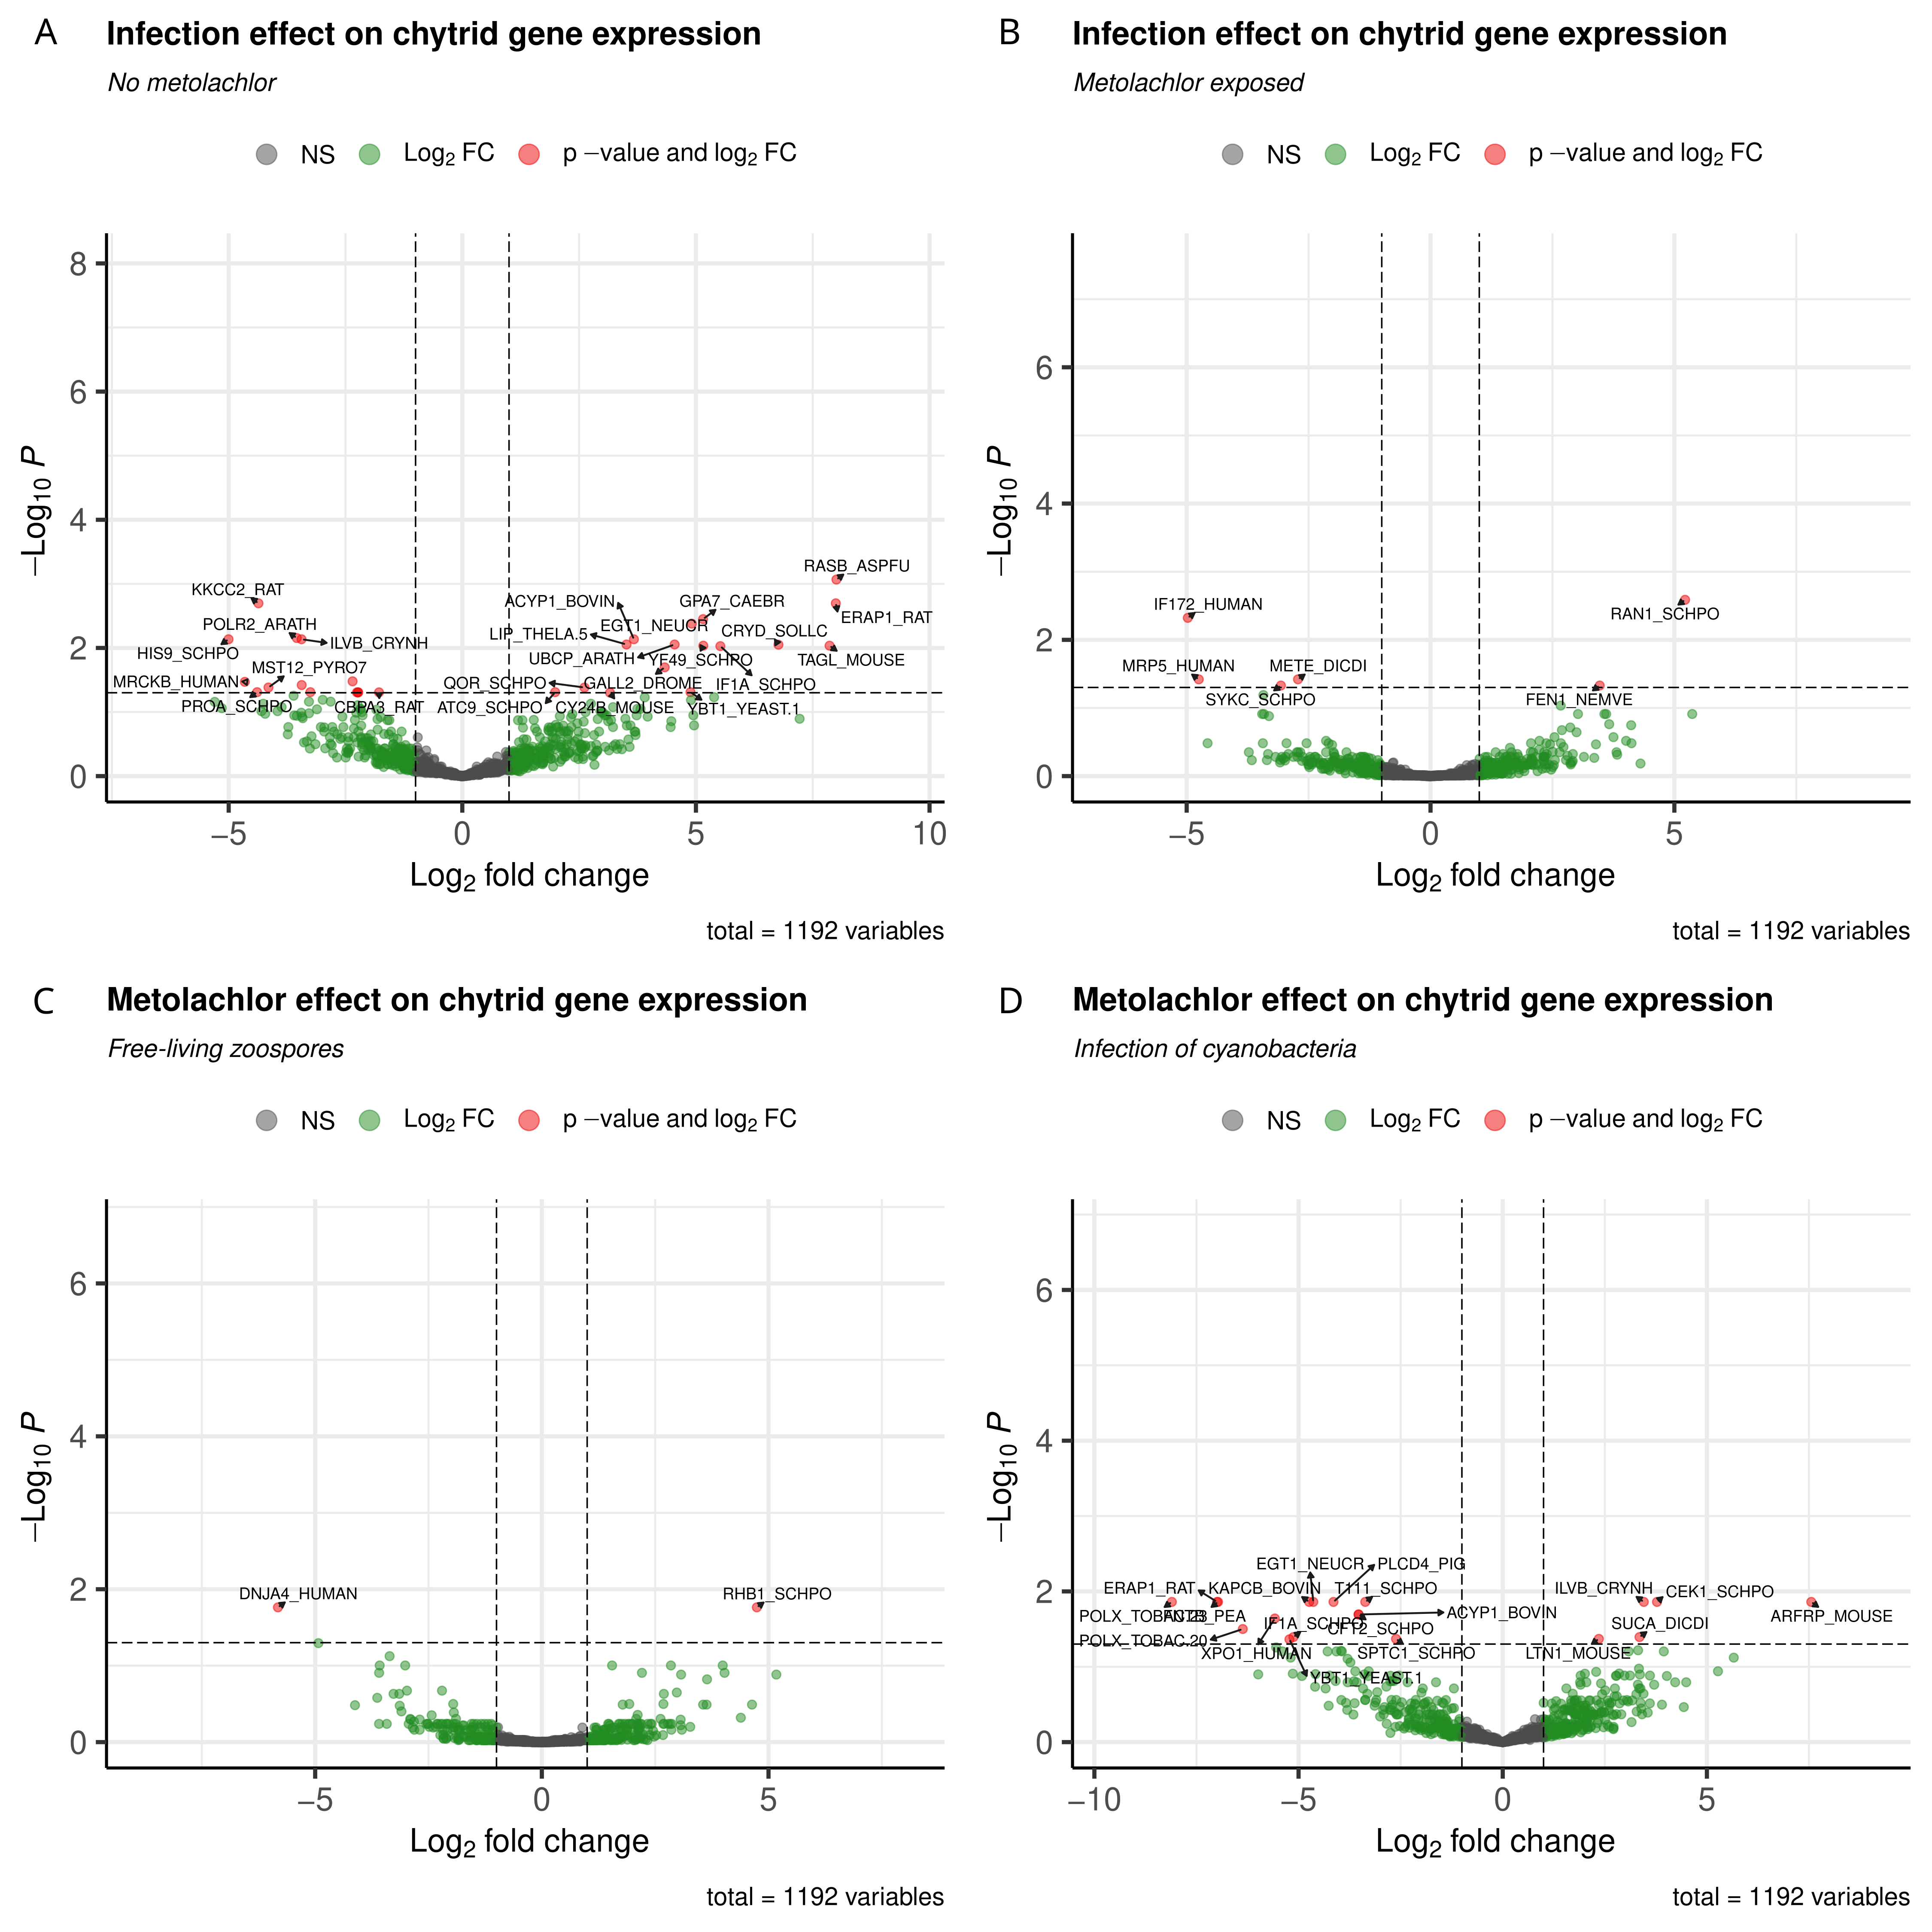 A Infection effect on chytrid gene expression
No metolachlor
NS Log2 FC p −value and log2 FC
−Log10 P
8
6
4
2
0
RASB_ASPFU
KKCC2_RAT
ACYP1_BOVIN
GPA7_CAEBR
ERAP1_RAT
POLR2_ARATH
EGT1_NEUCR
CRYD_SOLLC
LIP_THELA.5
ILVB_CRYNH
HIS9_SCHPO
UBCP_ARATH
YF49_SCHPO
TAGL_MOUSE
MST12_PYRO7
MRCKB_HUMAN
QOR_SCHPO
GALL2_DROME
IF1A_SCHPO
PROA_SCHPO
CBPA3_RAT
ATC9_SCHPO
CY24B_MOUSE
YBT1_YEAST.1
−5 0 5 10
Log2 fold change
total = 1192 variables
B Infection effect on chytrid gene expression
Metolachlor exposed
NS Log2 FC p −value and log2 FC
−Log10 P
6
4
2
0
IF172_HUMAN
RAN1_SCHPO
MRP5_HUMAN
METE_DICDI
SYKC_SCHPO
FEN1_NEMVE
−5 0 5
Log2 fold change
total = 1192 variables
C Metolachlor effect on chytrid gene expression
Free-living zoospores
NS Log2 FC p −value and log2 FC
−Log10 P
6
4
2
0
DNJA4_HUMAN
RHB1_SCHPO
−5 0 5
Log2 fold change
total = 1192 variables
D Metolachlor effect on chytrid gene expression
Infection of cyanobacteria
NS Log2 FC p −value and log2 FC
−Log10 P
6
4
2
0
EGT1_NEUCR
PLCD4_PIG
ERAP1_RAT
KAPCB_BOVIN
T111_SCHPO
ILVB_CRYNH
CEK1_SCHPO
ACYP1_BOVIN
ARFRP_MOUSE
IF1A_SCHPO
CFT2_SCHPO
SUCA_DICDI
POLX_TOBAC.20
XPO1_HUMAN
SPTC1_SCHPO
LTN1_MOUSE
YBT1_YEAST.1
−10 −5 0 5
Log2 fold change
total = 1192 variables